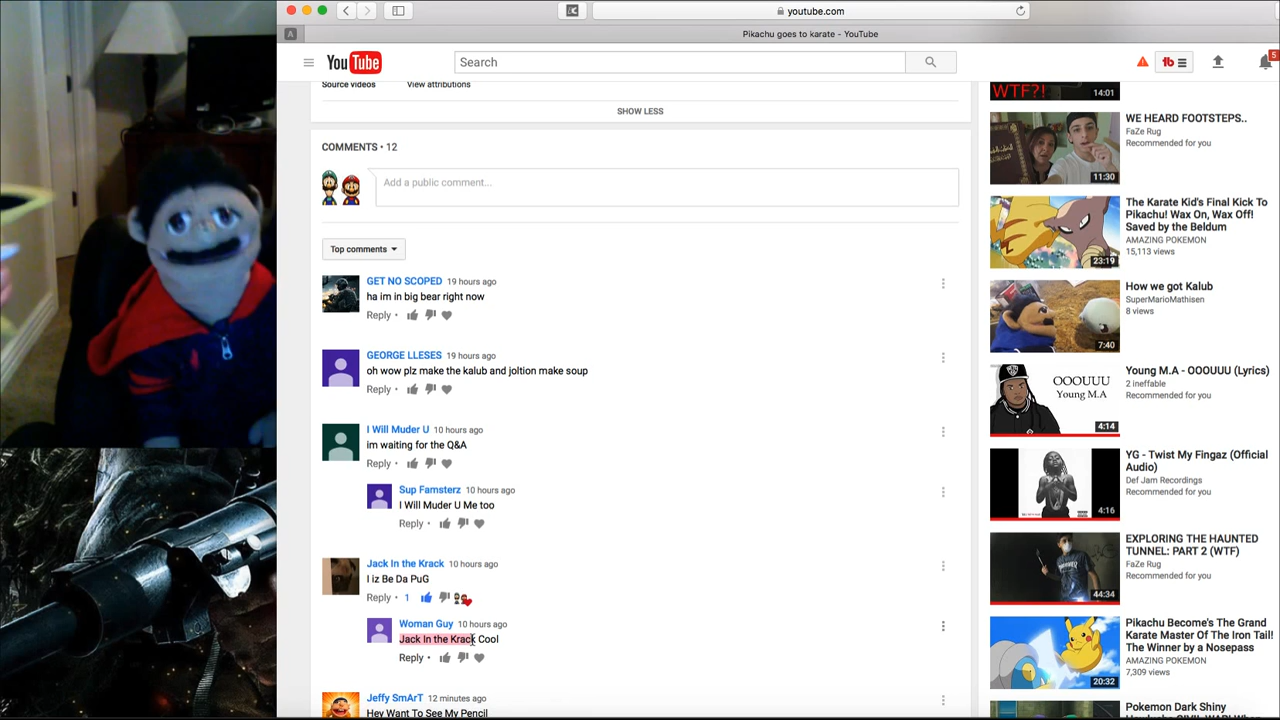 youtube.com
Pikachu goes to karate - YouTube
YouTube
Search
tb
5
Source videos View attributions
SHOW LESS
COMMENTS • 12
Add a public comment...
Top comments
GET NO SCOPED 19 hours ago
ha im in big bear right now
Reply •
GEORGE LLESES 19 hours ago
oh wow plz make the kalub and joltion make soup
Reply •
I Will Muder U 10 hours ago
im waiting for the Q&A
Reply •
Sup Famsterz 10 hours ago
I Will Muder U Me too
Reply •
Jack In the Krack 10 hours ago
I iz Be Da PuG
Reply • 1
Woman Guy 10 hours ago
Jack In the Krack Cool
Reply •
Jeffy SmArT 12 minutes ago
Hey Want To See My Pencil
WTF?!
14:01
WE HEARD FOOTSTEPS..
FaZe Rug
Recommended for you
11:30
The Karate Kid's Final Kick To
Pikachu! Wax On, Wax Off!
Saved by the Beldum
AMAZING POKEMON
15,113 views
23:19
How we got Kalub
SuperMarioMathisen
8 views
7:40
OOOUUU
Young M.A
Young M.A - OOOUUU (Lyrics)
2 ineffable
Recommended for you
4:14
YG - Twist My Fingaz (Official
Audio)
Def Jam Recordings
Recommended for you
4:16
EXPLORING THE HAUNTED
TUNNEL: PART 2 (WTF)
FaZe Rug
Recommended for you
44:34
Pikachu Become's The Grand
Karate Master Of The Iron Tail!
The Winner by a Nosepass
AMAZING POKEMON
7,309 views
20:32
Pokemon Dark Shiny